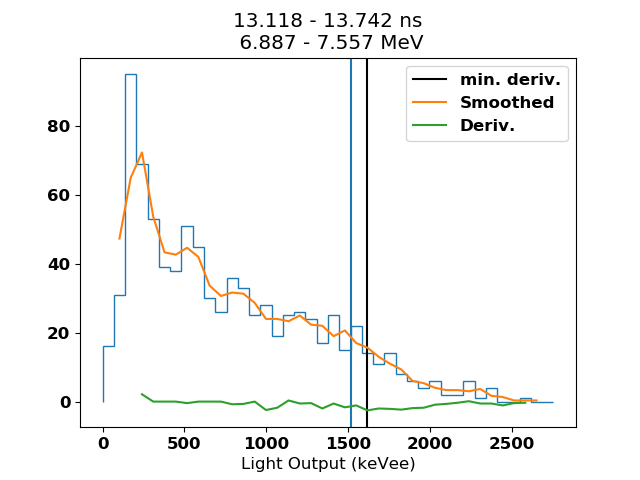 13.118 - 13.742 ns
6.887 - 7.557 MeV
min. deriv.
Smoothed
Deriv.
80
60
40
20
0
0 500 1000 1500 2000 2500
Light Output (keVee)